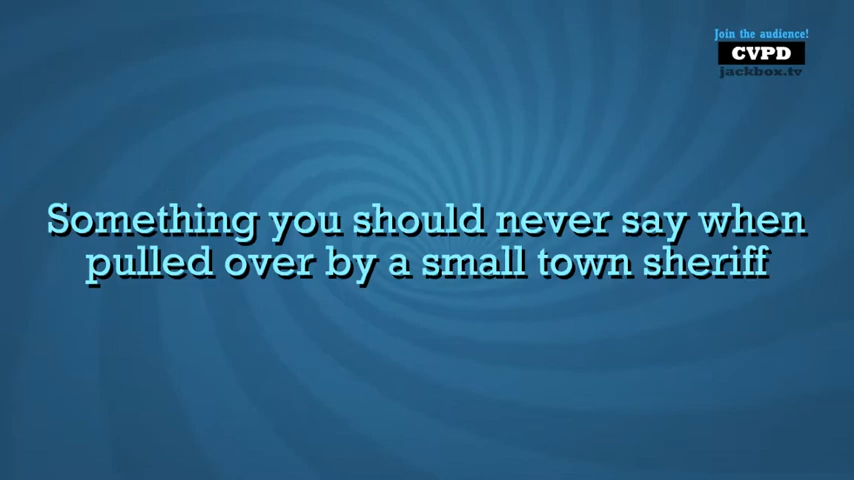 Join the audience!
CVPD
jackbox.tv
Something you should never say when
pulled over by a small town sheriff